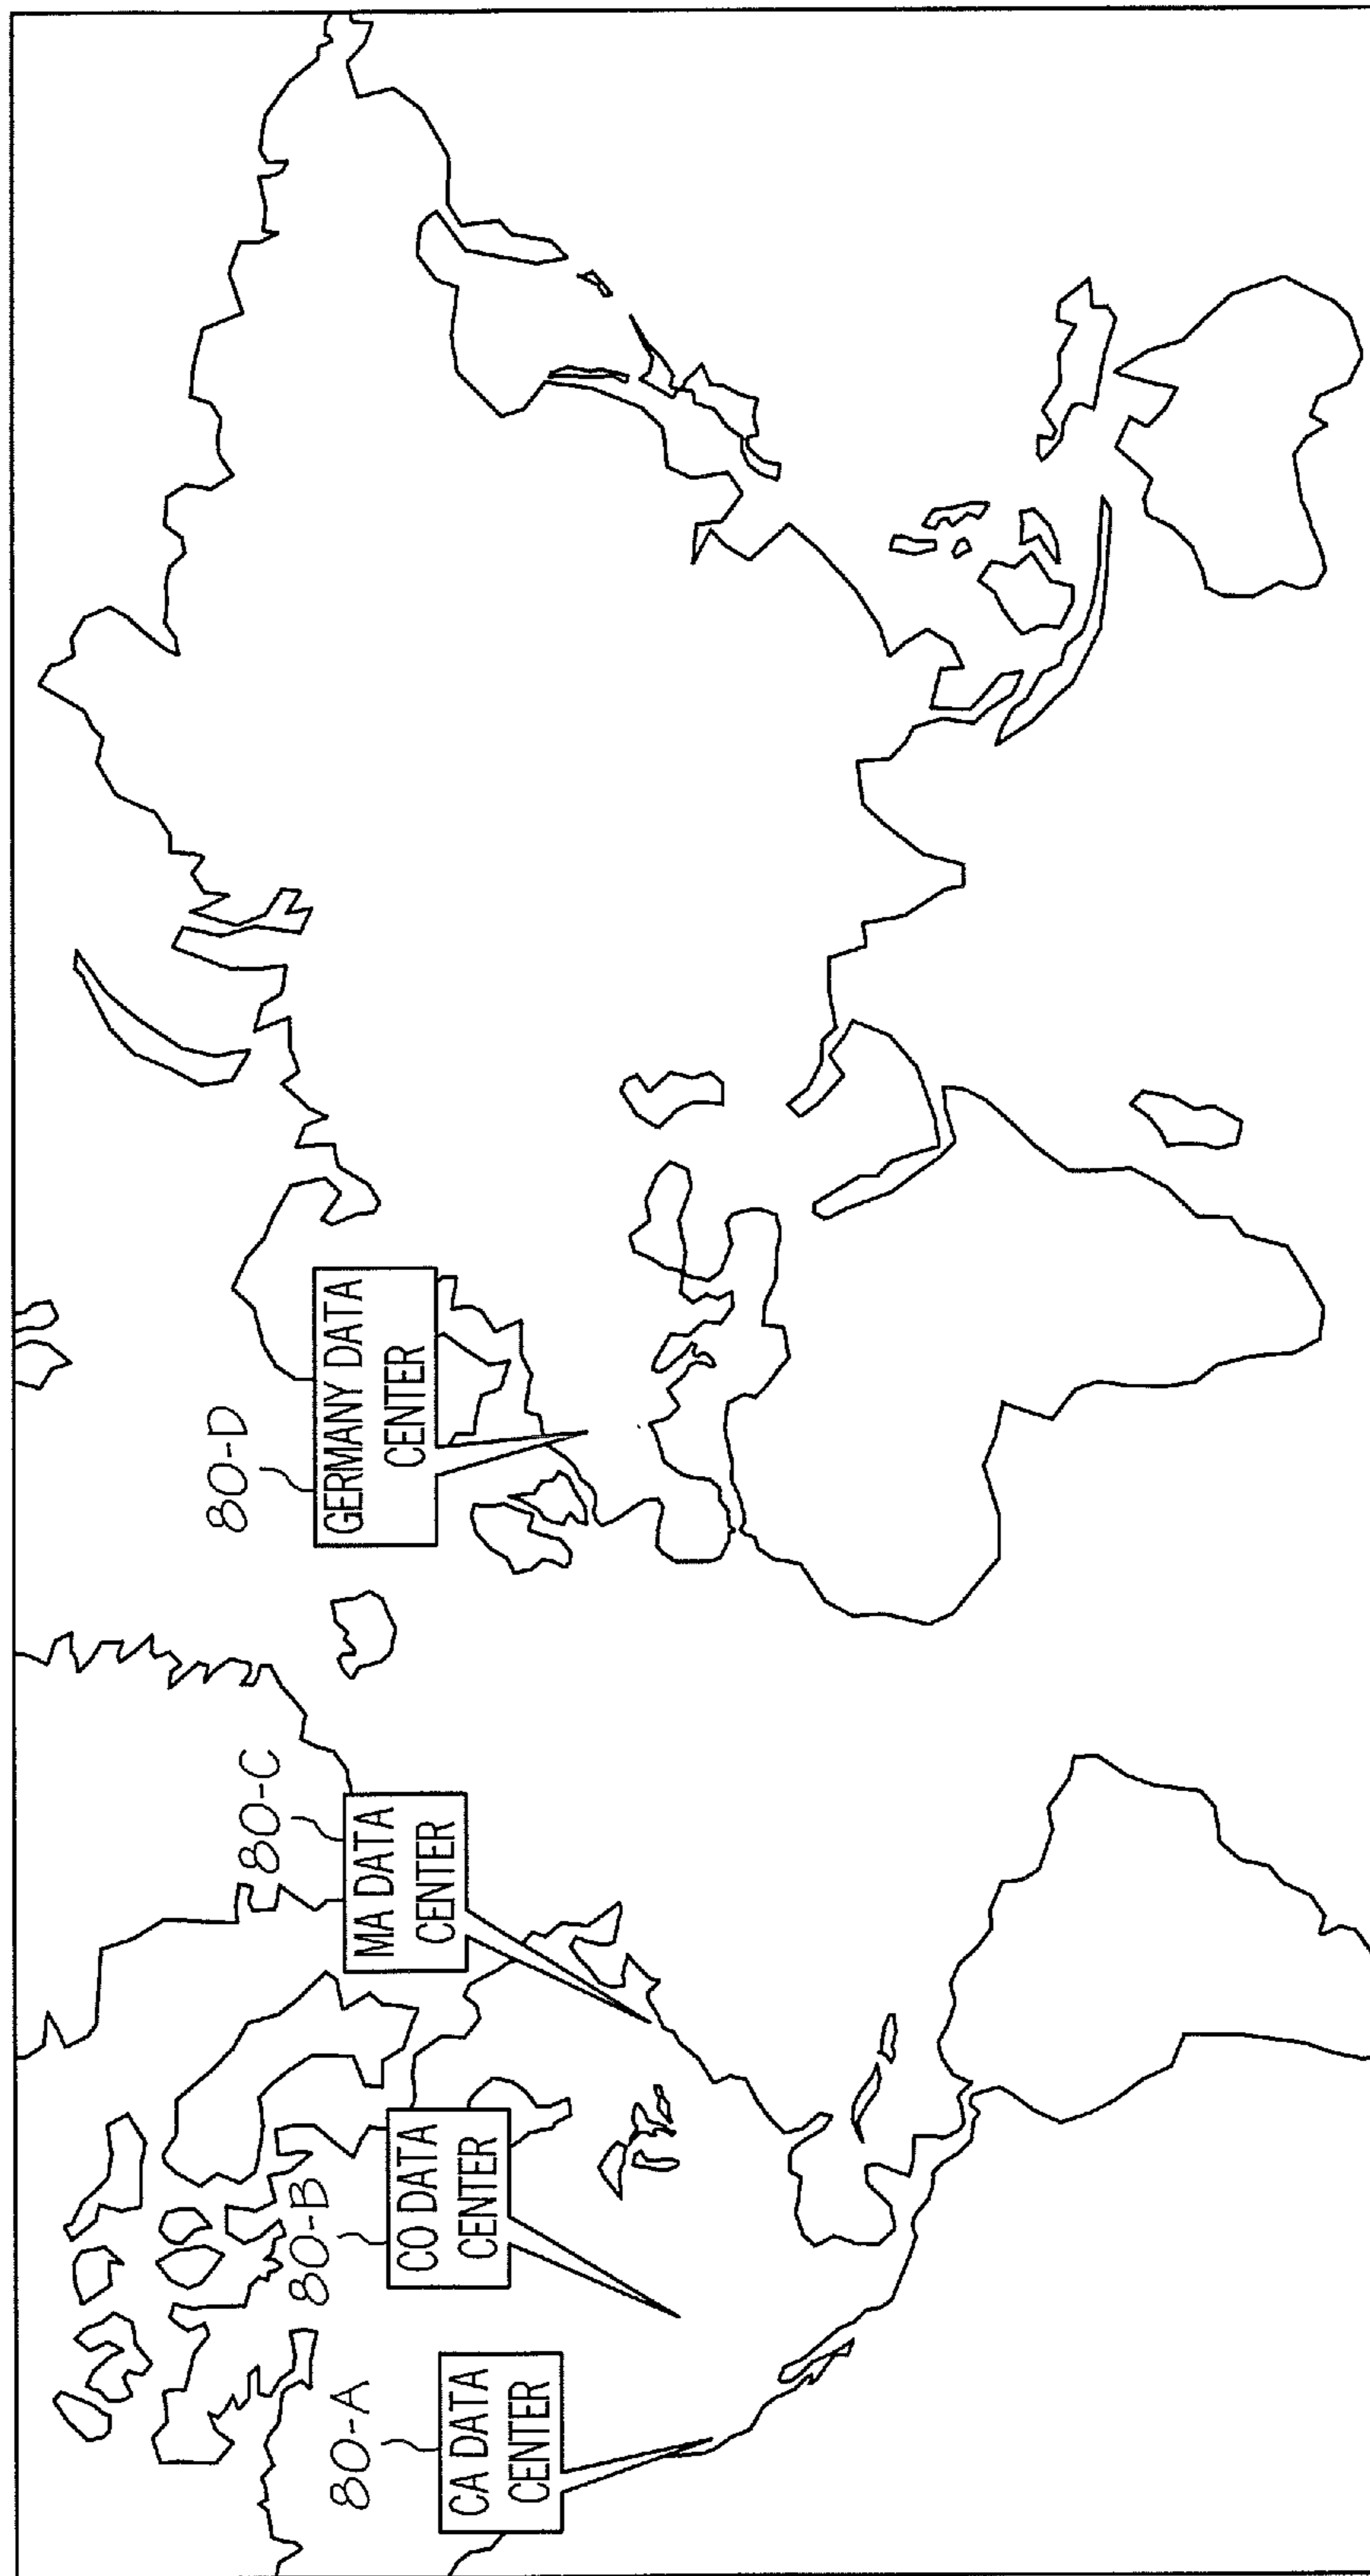 80-A
CA DATA
CENTER
80-B
CO DATA
CENTER
80-C
MA DATA
CENTER
80-D
GERMANY DATA
CENTER